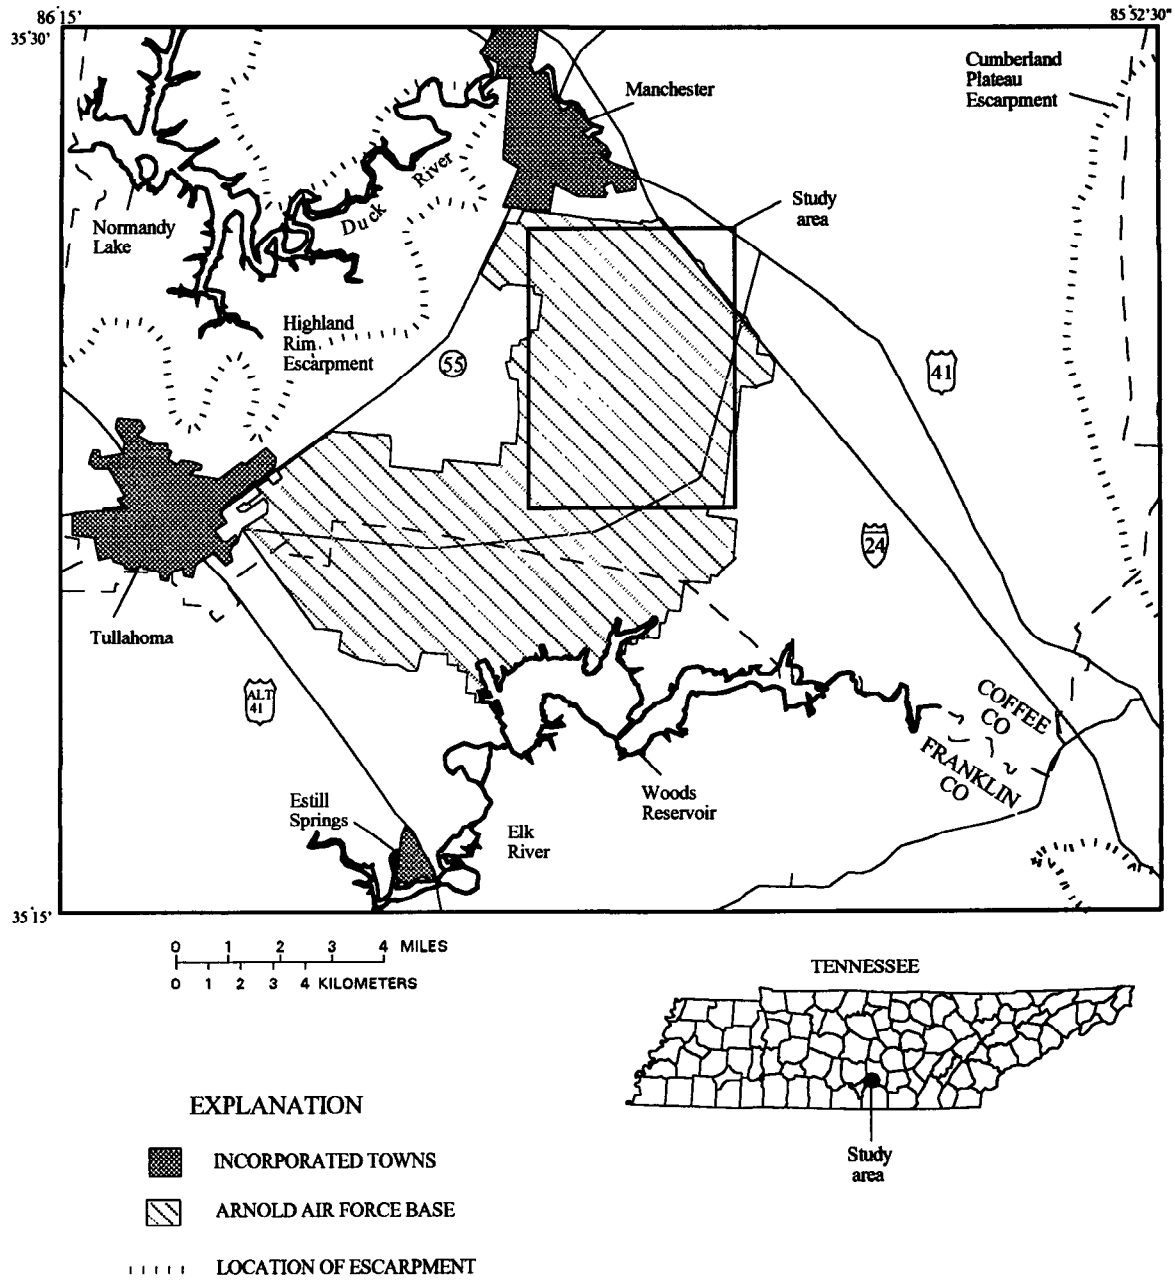 86°15'
85°52'30"
35°30'
Cumberland
Plateau
Escarpment
Manchester
Duck River
Study
area
Normandy
Lake
Highland
Rim
Escarpment
55
41
24
Tullahoma
ALT
41
COFFEE
CO
FRANKLIN
CO
Woods
Reservoir
Estill
Springs
Elk
River
35°15'
0 1 2 3 4 MILES
0 1 2 3 4 KILOMETERS
TENNESSEE
Study
area
EXPLANATION
INCORPORATED TOWNS
ARNOLD AIR FORCE BASE
LOCATION OF ESCARPMENT